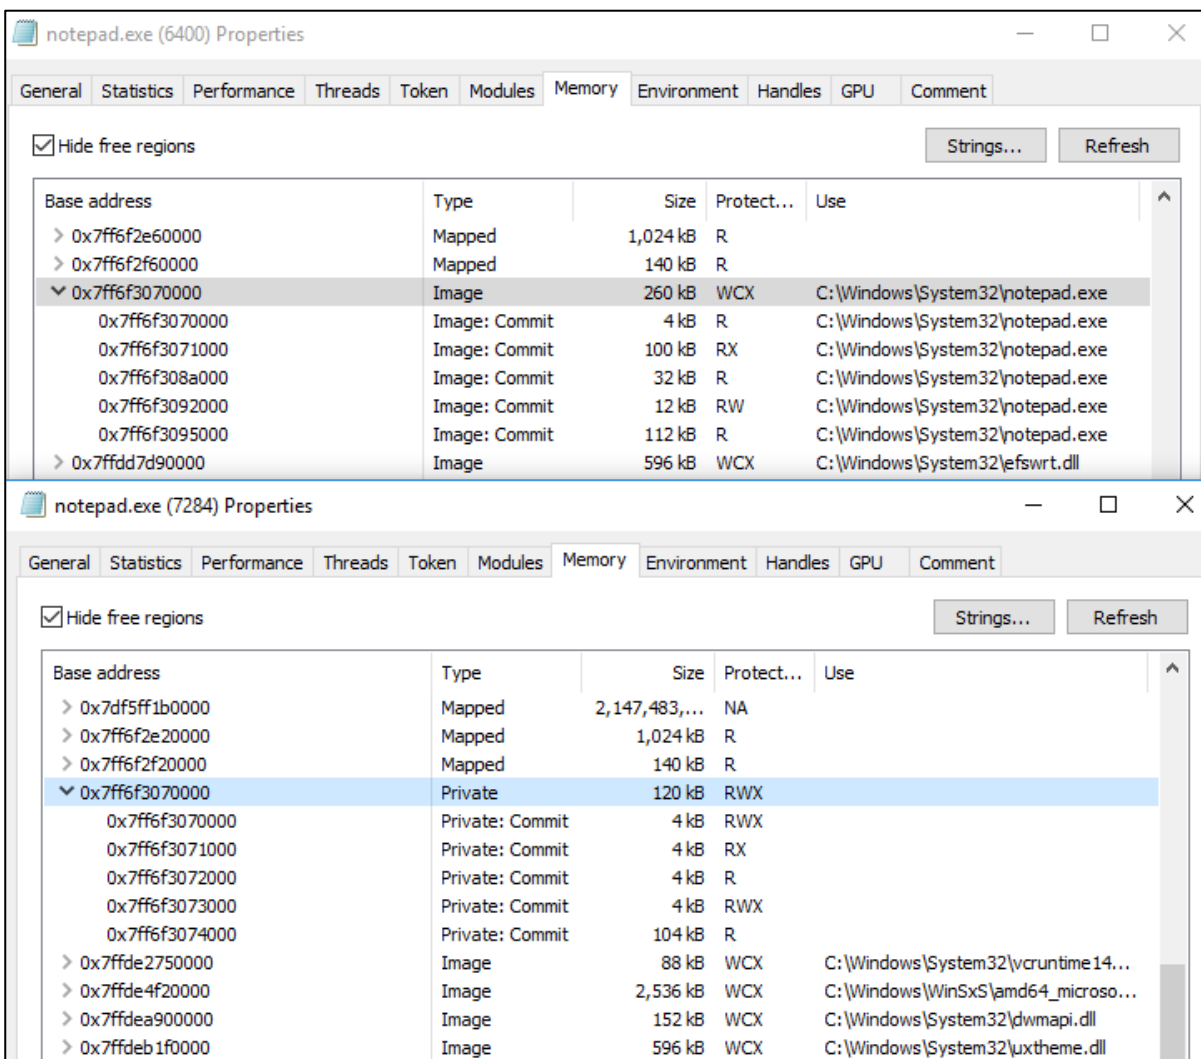 notepad.exe (6400) Properties
General Statistics Performance Threads Token Modules Memory Environment Handles GPU Comment
Hide free regions Strings... Refresh
Base address Type Size Protect... Use
0x7ff6f2e60000 Mapped 1,024 kB R
0x7ff6f2f60000 Mapped 140 kB R
0x7ff6f3070000 Image 260 kB WCX C:\Windows\System32\notepad.exe
0x7ff6f3070000 Image: Commit 4 kB R C:\Windows\System32\notepad.exe
0x7ff6f3071000 Image: Commit 100 kB RX C:\Windows\System32\notepad.exe
0x7ff6f308a000 Image: Commit 32 kB R C:\Windows\System32\notepad.exe
0x7ff6f3092000 Image: Commit 12 kB RW C:\Windows\System32\notepad.exe
0x7ff6f3095000 Image: Commit 112 kB R C:\Windows\System32\notepad.exe
0x7ffdd7d90000 Image 596 kB WCX C:\Windows\System32\efswrt.dll
notepad.exe (7284) Properties
General Statistics Performance Threads Token Modules Memory Environment Handles GPU Comment
Hide free regions Strings... Refresh
Base address Type Size Protect... Use
0x7df5ff1b0000 Mapped 2,147,483,... NA
0x7ff6f2e20000 Mapped 1,024 kB R
0x7ff6f2f20000 Mapped 140 kB R
0x7ff6f3070000 Private 120 kB RWX
0x7ff6f3070000 Private: Commit 4 kB RWX
0x7ff6f3071000 Private: Commit 4 kB RX
0x7ff6f3072000 Private: Commit 4 kB R
0x7ff6f3073000 Private: Commit 4 kB RWX
0x7ff6f3074000 Private: Commit 104 kB R
0x7ffde2750000 Image 88 kB WCX C:\Windows\System32\vcruntime14...
0x7ffde4f20000 Image 2,536 kB WCX C:\Windows\WinSxS\amd64_microso...
0x7ffdea900000 Image 152 kB WCX C:\Windows\System32\dwmapi.dll
0x7ffdeb1f0000 Image 596 kB WCX C:\Windows\System32\uxtheme.dll